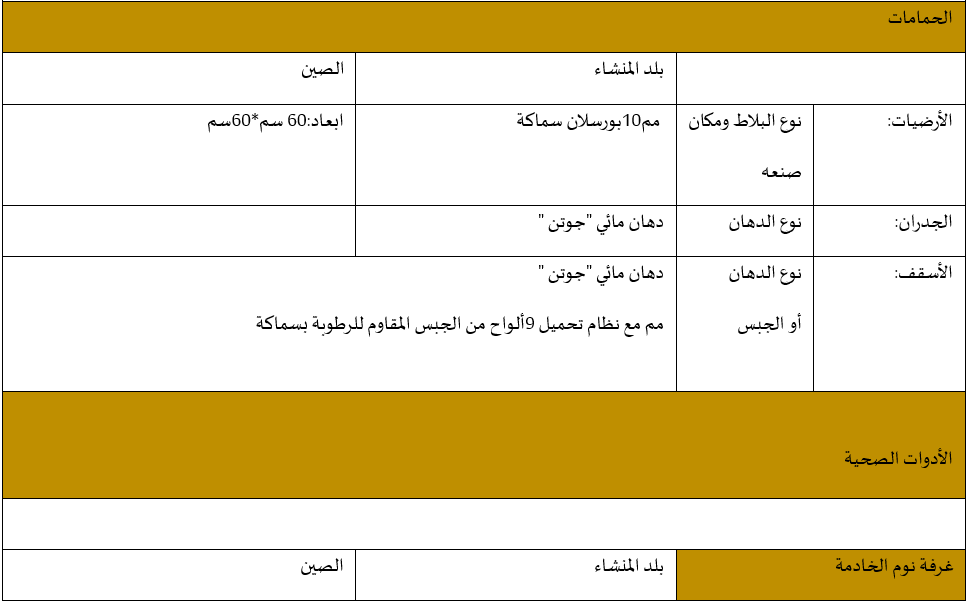 الحمامات
بلد المنشاء الصين
الأرضيات: نوع البلاط ومكان مم10بورسلان سماكة ابعاد:60 سم*60سم
صنعه
الجدران: نوع الدهان دهان مائي "جوتن "
الأسقف: نوع الدهان دهان مائي "جوتن "
أو الجبس مم مع نظام تحميل 9ألواح من الجبس المقاوم للرطوبة بسماكة
الأدوات الصحية
غرفة نوم الخادمة بلد المنشاء الصين